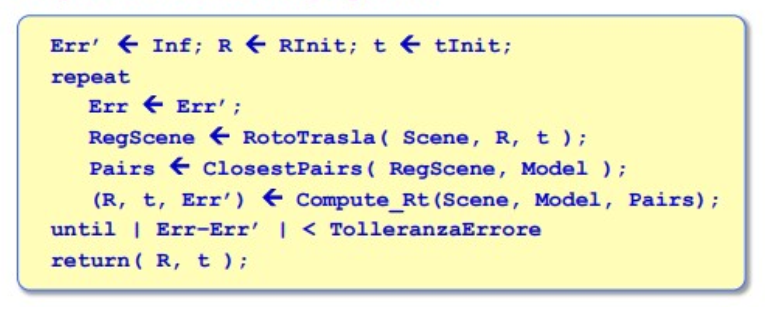 Err' ← Inf; R ← RInit; t ← tInit;
repeat
Err ← Err';
RegScene ← RotoTrasla( Scene, R, t );
Pairs ← ClosestPairs( RegScene, Model );
(R, t, Err') ← Compute_Rt(Scene, Model, Pairs);
until | Err-Err' | < TolleranzaErrore
return( R, t );